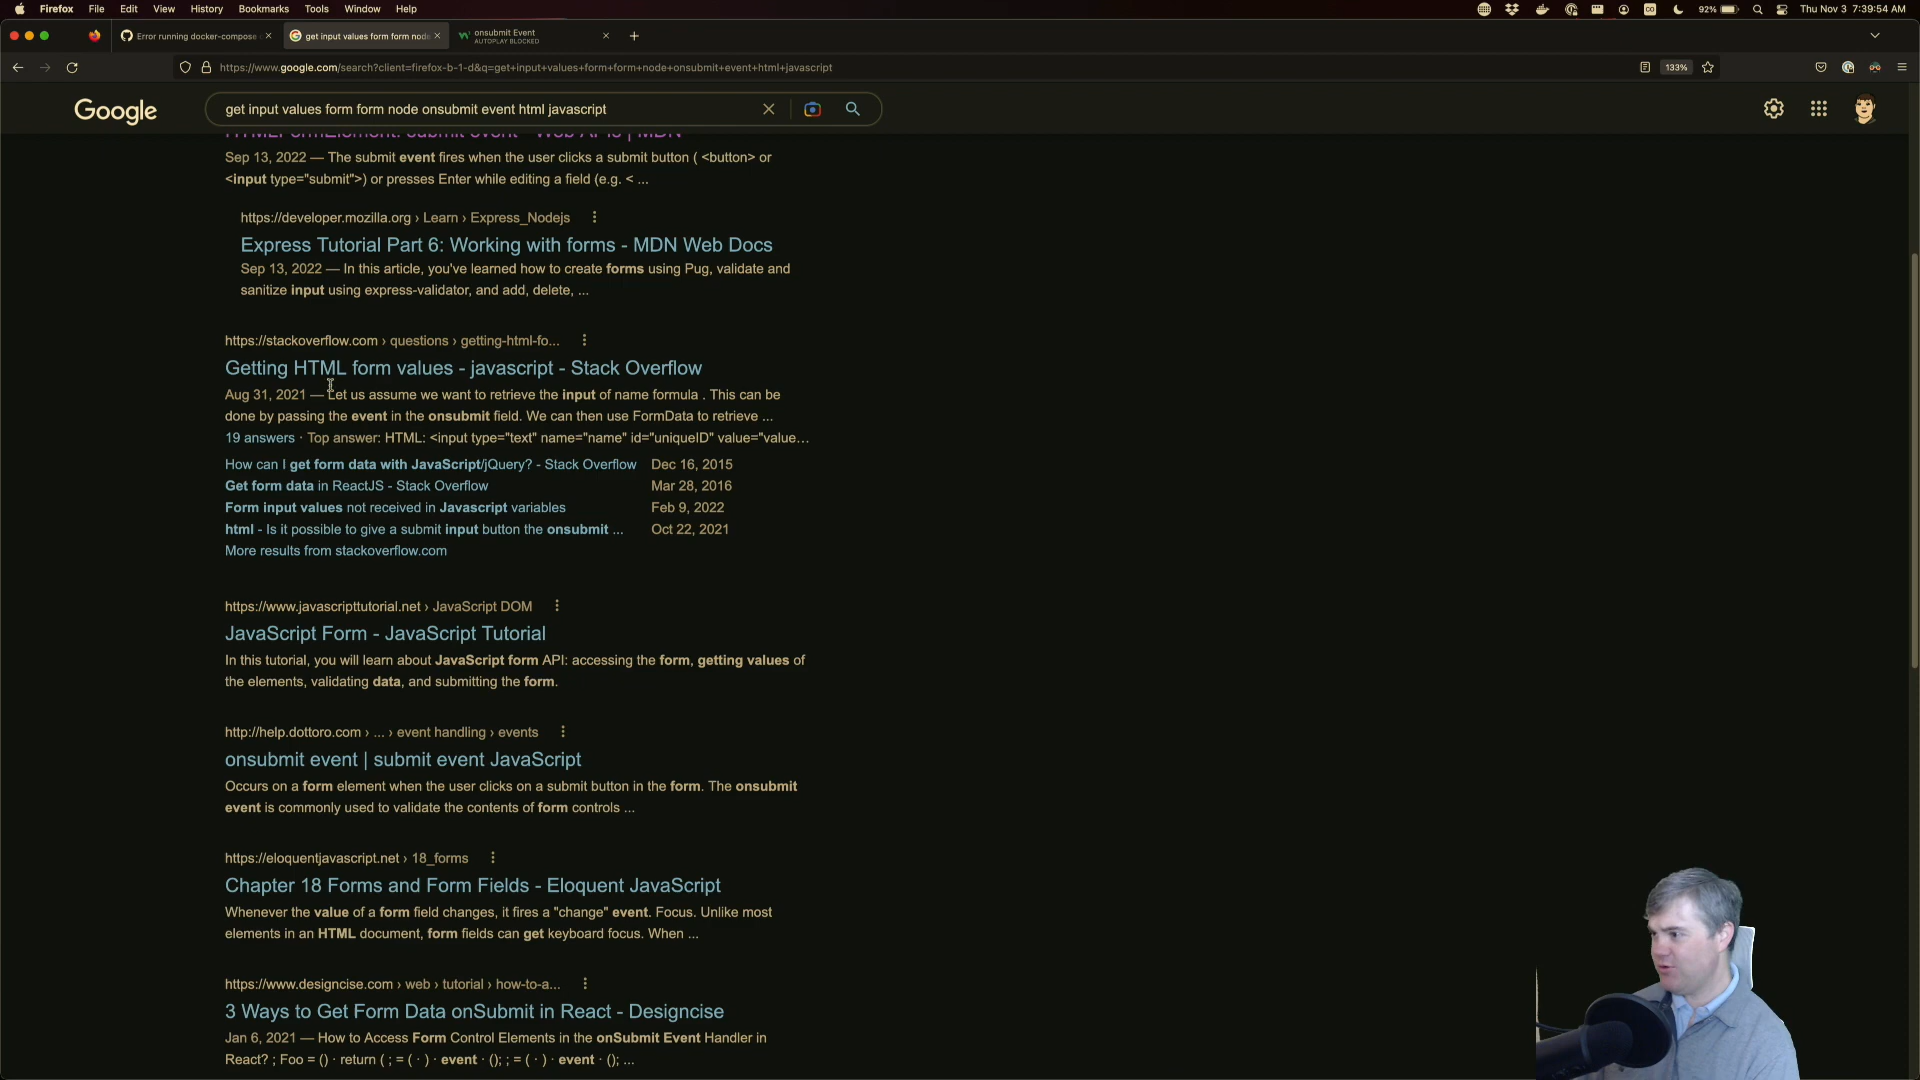 Firefox File Edit View History Bookmarks Tools Window Help
92% Thu Nov 3 7:39:54 AM
Error running docker-compose
get input values form form node
onsubmit Event
AUTOPLAY BLOCKED
https://www.google.com/search?client=firefox-b-1-d&q=get+input+values+form+form+node+onsubmit+event+html+javascript
133%
Google
get input values form form node onsubmit event html javascript
HTMLFormElement: submit event - Web APIs | MDN
Sep 13, 2022 — The submit event fires when the user clicks a submit button ( <button> or
<input type="submit">) or presses Enter while editing a field (e.g. < ...
https://developer.mozilla.org › Learn › Express_Nodejs
Express Tutorial Part 6: Working with forms - MDN Web Docs
Sep 13, 2022 — In this article, you've learned how to create forms using Pug, validate and
sanitize input using express-validator, and add, delete, ...
https://stackoverflow.com › questions › getting-html-fo...
Getting HTML form values - javascript - Stack Overflow
Aug 31, 2021 — Let us assume we want to retrieve the input of name formula . This can be
done by passing the event in the onsubmit field. We can then use FormData to retrieve ...
19 answers · Top answer: HTML: <input type="text" name="name" id="uniqueID" value="value...
How can I get form data with JavaScript/jQuery? - Stack Overflow Dec 16, 2015
Get form data in ReactJS - Stack Overflow Mar 28, 2016
Form input values not received in Javascript variables Feb 9, 2022
html - Is it possible to give a submit input button the onsubmit ... Oct 22, 2021
More results from stackoverflow.com
https://www.javascripttutorial.net › JavaScript DOM
JavaScript Form - JavaScript Tutorial
In this tutorial, you will learn about JavaScript form API: accessing the form, getting values of
the elements, validating data, and submitting the form.
http://help.dottoro.com › ... › event handling › events
onsubmit event | submit event JavaScript
Occurs on a form element when the user clicks on a submit button in the form. The onsubmit
event is commonly used to validate the contents of form controls ...
https://eloquentjavascript.net › 18_forms
Chapter 18 Forms and Form Fields - Eloquent JavaScript
Whenever the value of a form field changes, it fires a "change" event. Focus. Unlike most
elements in an HTML document, form fields can get keyboard focus. When ...
https://www.designcise.com › web › tutorial › how-to-a...
3 Ways to Get Form Data onSubmit in React - Designcise
Jan 6, 2021 — How to Access Form Control Elements in the onSubmit Event Handler in
React? ; Foo = () · return ( ; = ( · ) · event · (); ; = ( · ) · event · (); ...